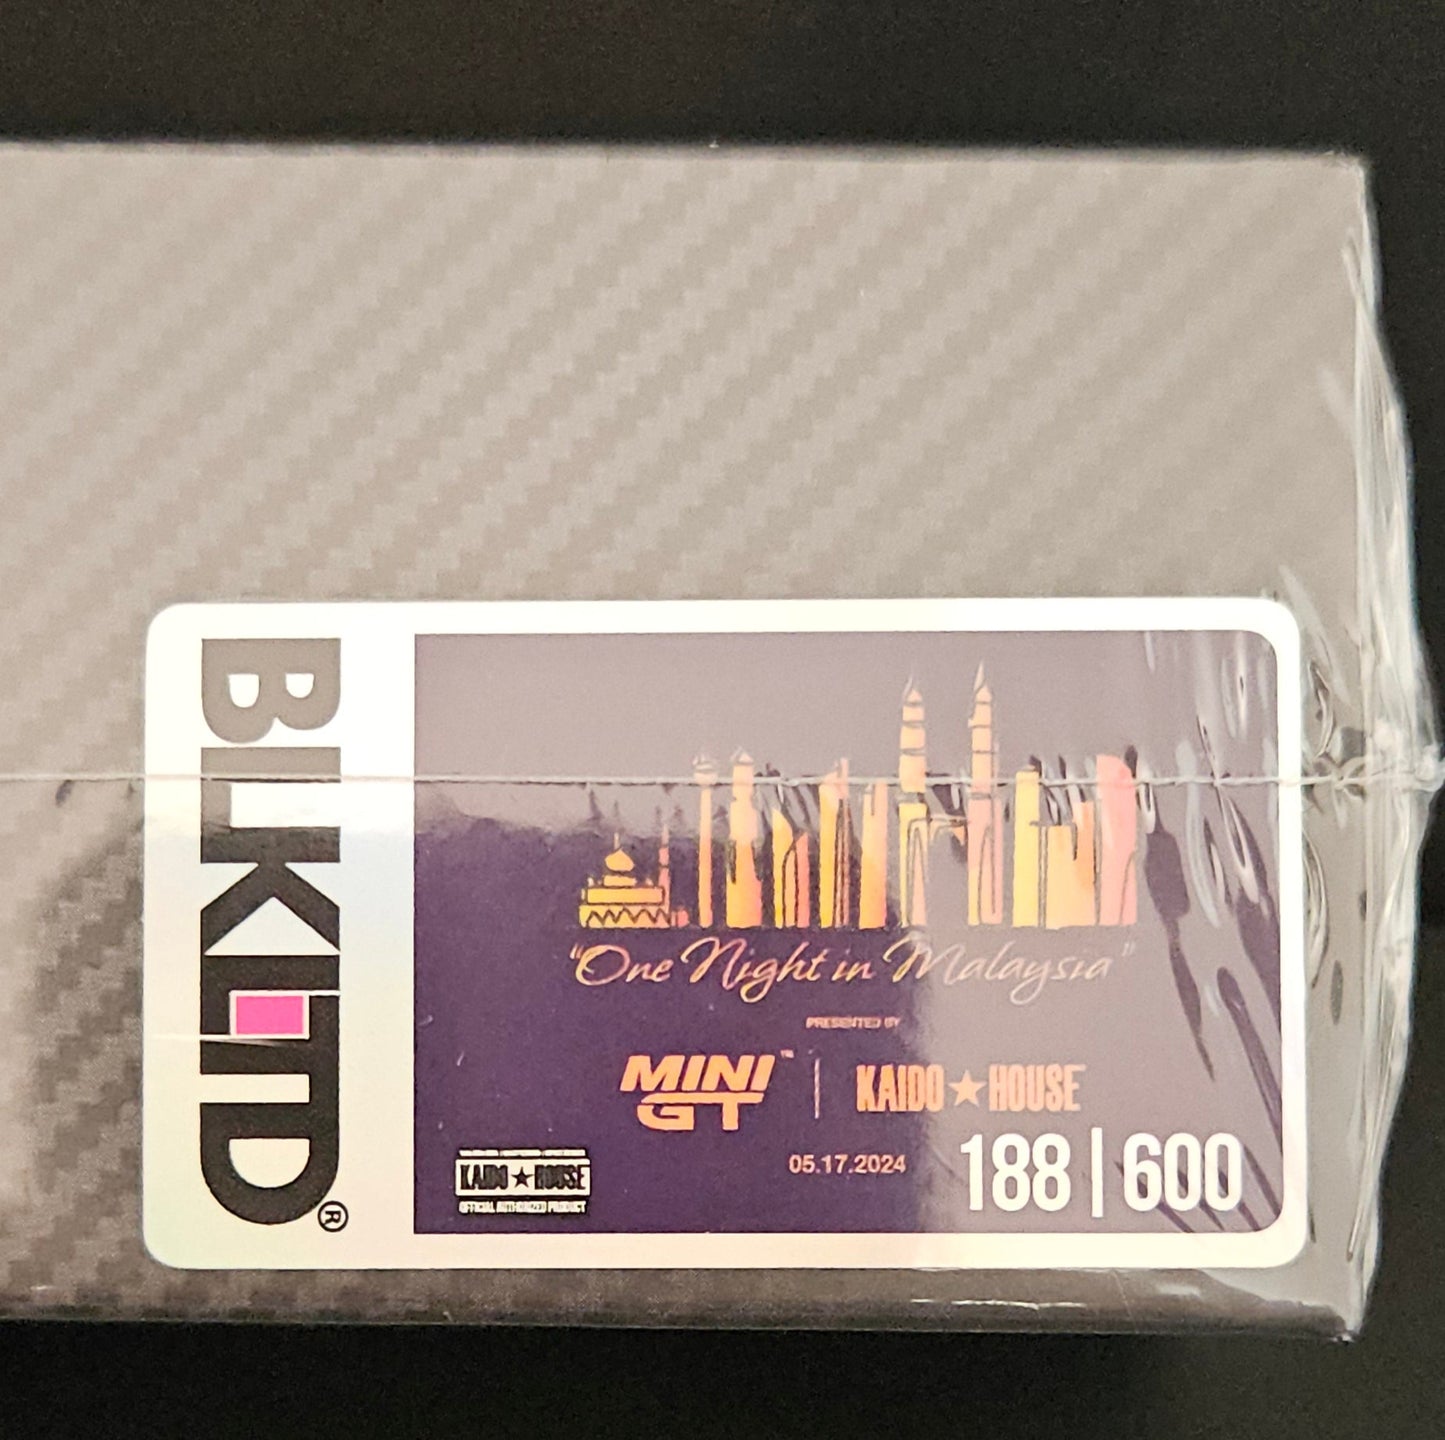 BLKLTD®
"One Night in Malaysia"
PRESENTED BY
MINI GT™ | KAIDO★HOUSE
05.17.2024
188|600
KAIDO★HOUSE
OFFICIAL AUTHORIZED PRODUCT